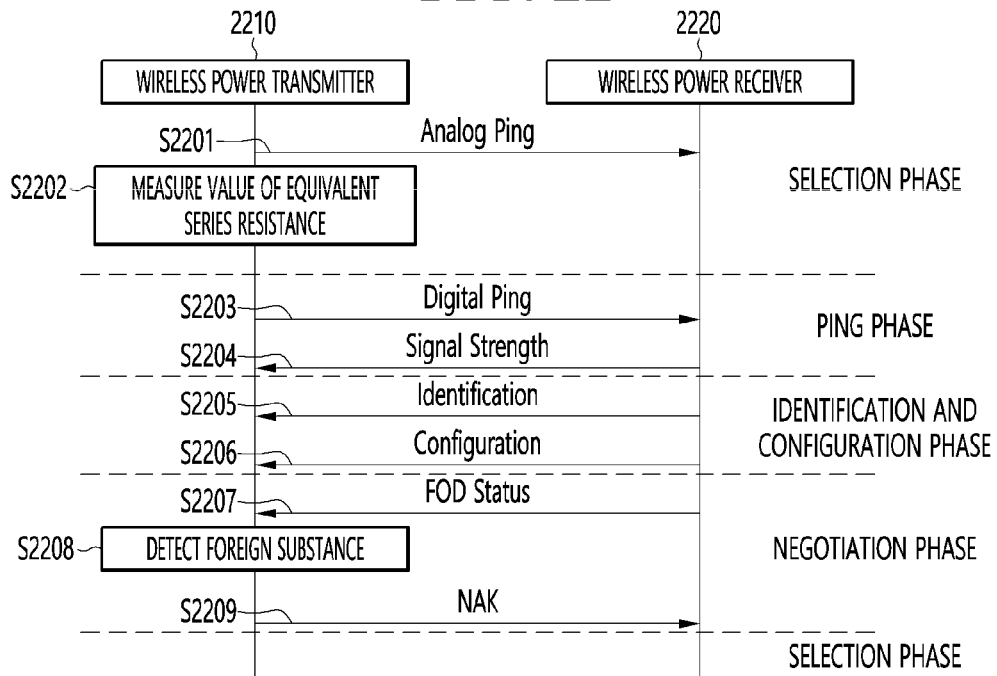 2210
2220
WIRELESS POWER TRANSMITTER
WIRELESS POWER RECEIVER
S2201
Analog Ping
S2202
MEASURE VALUE OF EQUIVALENT
SERIES RESISTANCE
SELECTION PHASE
S2203
Digital Ping
PING PHASE
S2204
Signal Strength
S2205
Identification
IDENTIFICATION AND
CONFIGURATION PHASE
S2206
Configuration
S2207
FOD Status
S2208
DETECT FOREIGN SUBSTANCE
NEGOTIATION PHASE
S2209
NAK
SELECTION PHASE